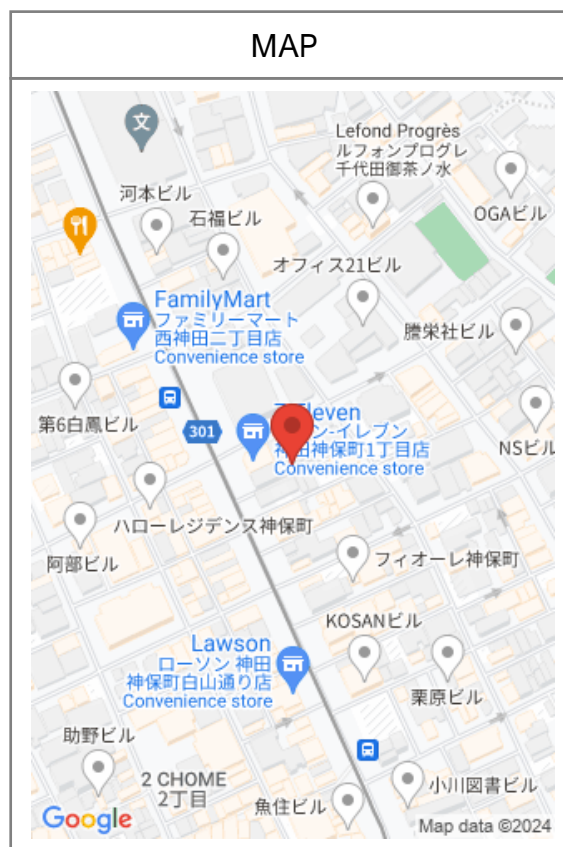 MAP
文
Lefond Progrès
ルフォンプログレ
千代田御茶ノ水
河本ビル
石福ビル
OGAビル
オフィス21ビル
FamilyMart
ファミリーマート
西神田二丁目店
Convenience store
謄栄社ビル
第6白鳳ビル
301
神田神保町1丁目店
Convenience store
NSビル
ハローレジデンス神保町
阿部ビル
フィオーレ神保町
KOSANビル
Lawson
ローソン 神田
神保町白山通り店
Convenience store
栗原ビル
助野ビル
2 CHOME
2丁目
小川図書ビル
魚住ビル
Google
Map data ©2024